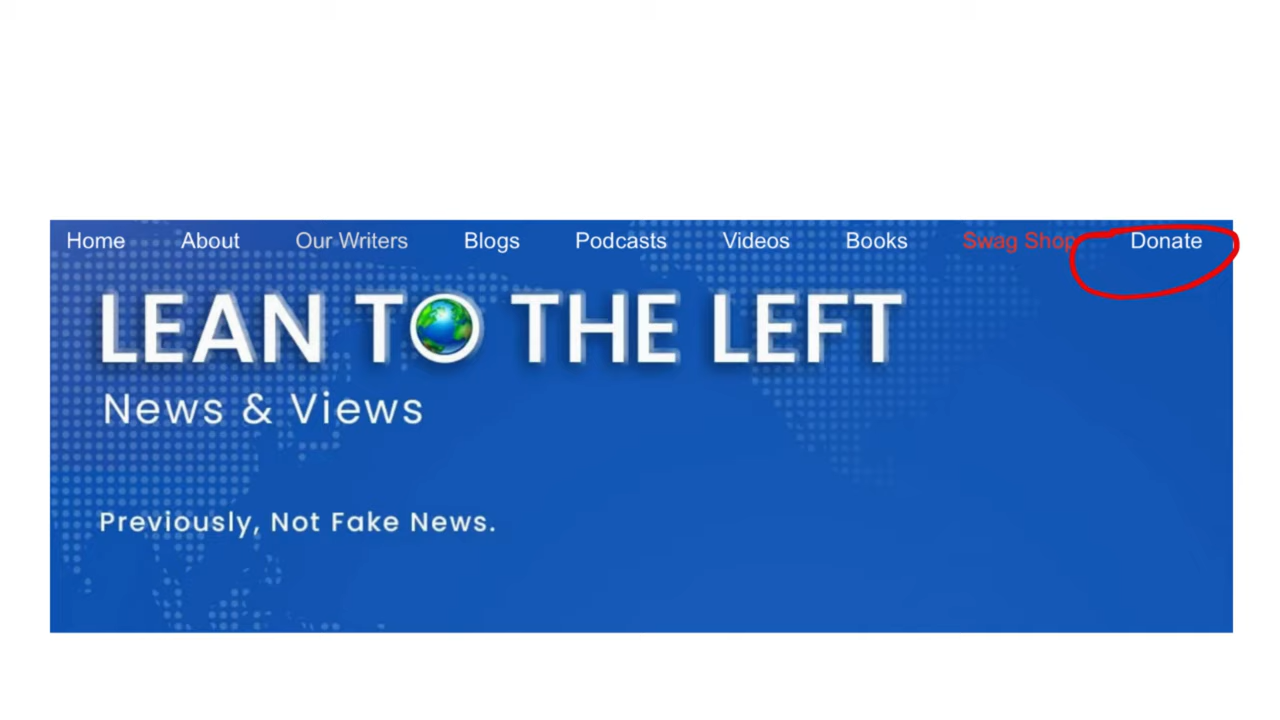 Home About Our Writers Blogs Podcasts Videos Books Swag Shop Donate
LEAN TO THE LEFT
News & Views
Previously, Not Fake News.